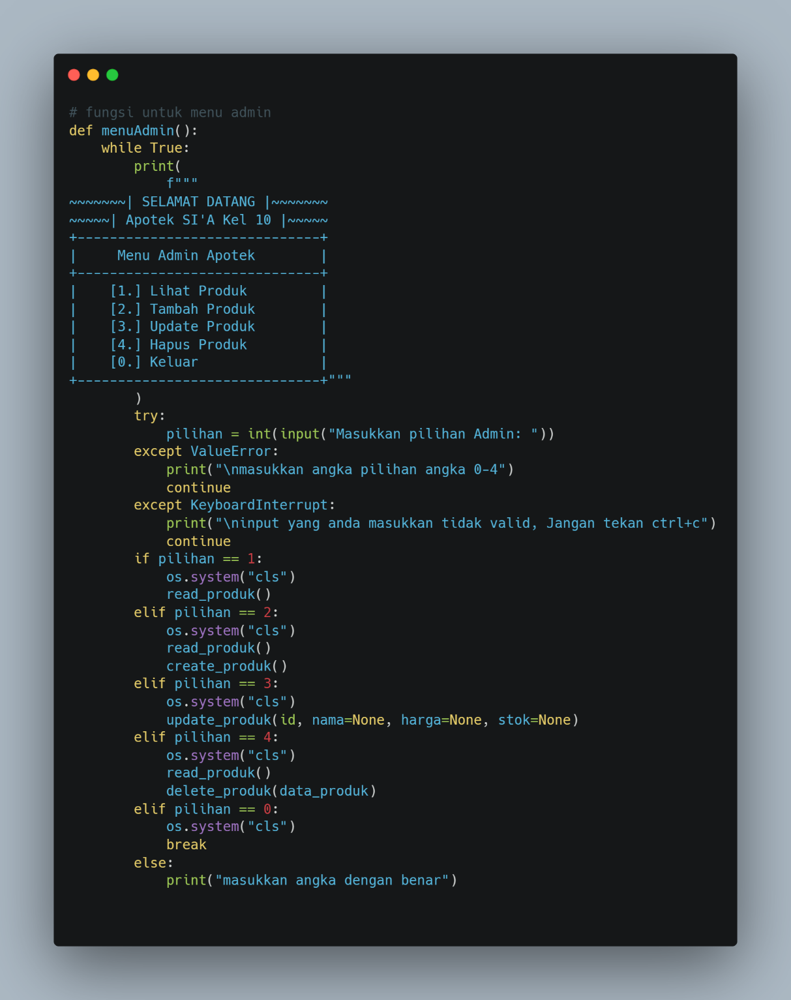 # fungsi untuk menu admin
def menuAdmin():
    while True:
        print(
            f"""
~~~~~~~| SELAMAT DATANG |~~~~~~~
~~~~~| Apotek SI'A Kel 10 |~~~~~
+------------------------------+
|     Menu Admin Apotek        |
+------------------------------+
|    [1.] Lihat Produk         |
|    [2.] Tambah Produk        |
|    [3.] Update Produk        |
|    [4.] Hapus Produk         |
|    [0.] Keluar               |
+------------------------------+"""
        )
        try:
            pilihan = int(input("Masukkan pilihan Admin: "))
        except ValueError:
            print("\nmasukkan angka pilihan angka 0-4")
            continue
        except KeyboardInterrupt:
            print("\ninput yang anda masukkan tidak valid, Jangan tekan ctrl+c")
            continue
        if pilihan == 1:
            os.system("cls")
            read_produk()
        elif pilihan == 2:
            os.system("cls")
            read_produk()
            create_produk()
        elif pilihan == 3:
            os.system("cls")
            update_produk(id, nama=None, harga=None, stok=None)
        elif pilihan == 4:
            os.system("cls")
            read_produk()
            delete_produk(data_produk)
        elif pilihan == 0:
            os.system("cls")
            break
        else:
            print("masukkan angka dengan benar")